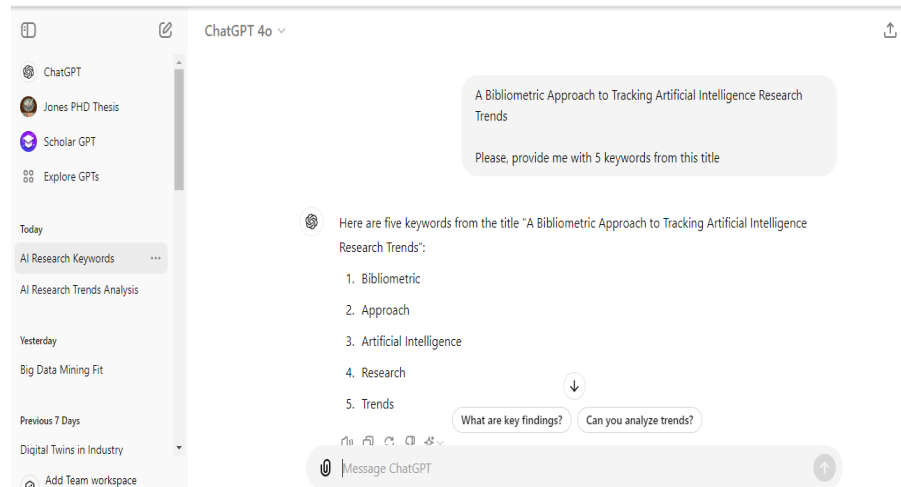 ChatGPT 4o
ChatGPT
Jones PHD Thesis
Scholar GPT
Explore GPTs
Today
AI Research Keywords
AI Research Trends Analysis
Yesterday
Big Data Mining Fit
Previous 7 Days
Digital Twins in Industry
Add Team workspace
A Bibliometric Approach to Tracking Artificial Intelligence Research
Trends
Please, provide me with 5 keywords from this title
Here are five keywords from the title "A Bibliometric Approach to Tracking Artificial Intelligence
Research Trends":
1. Bibliometric
2. Approach
3. Artificial Intelligence
4. Research
5. Trends
What are key findings?
Can you analyze trends?
Message ChatGPT